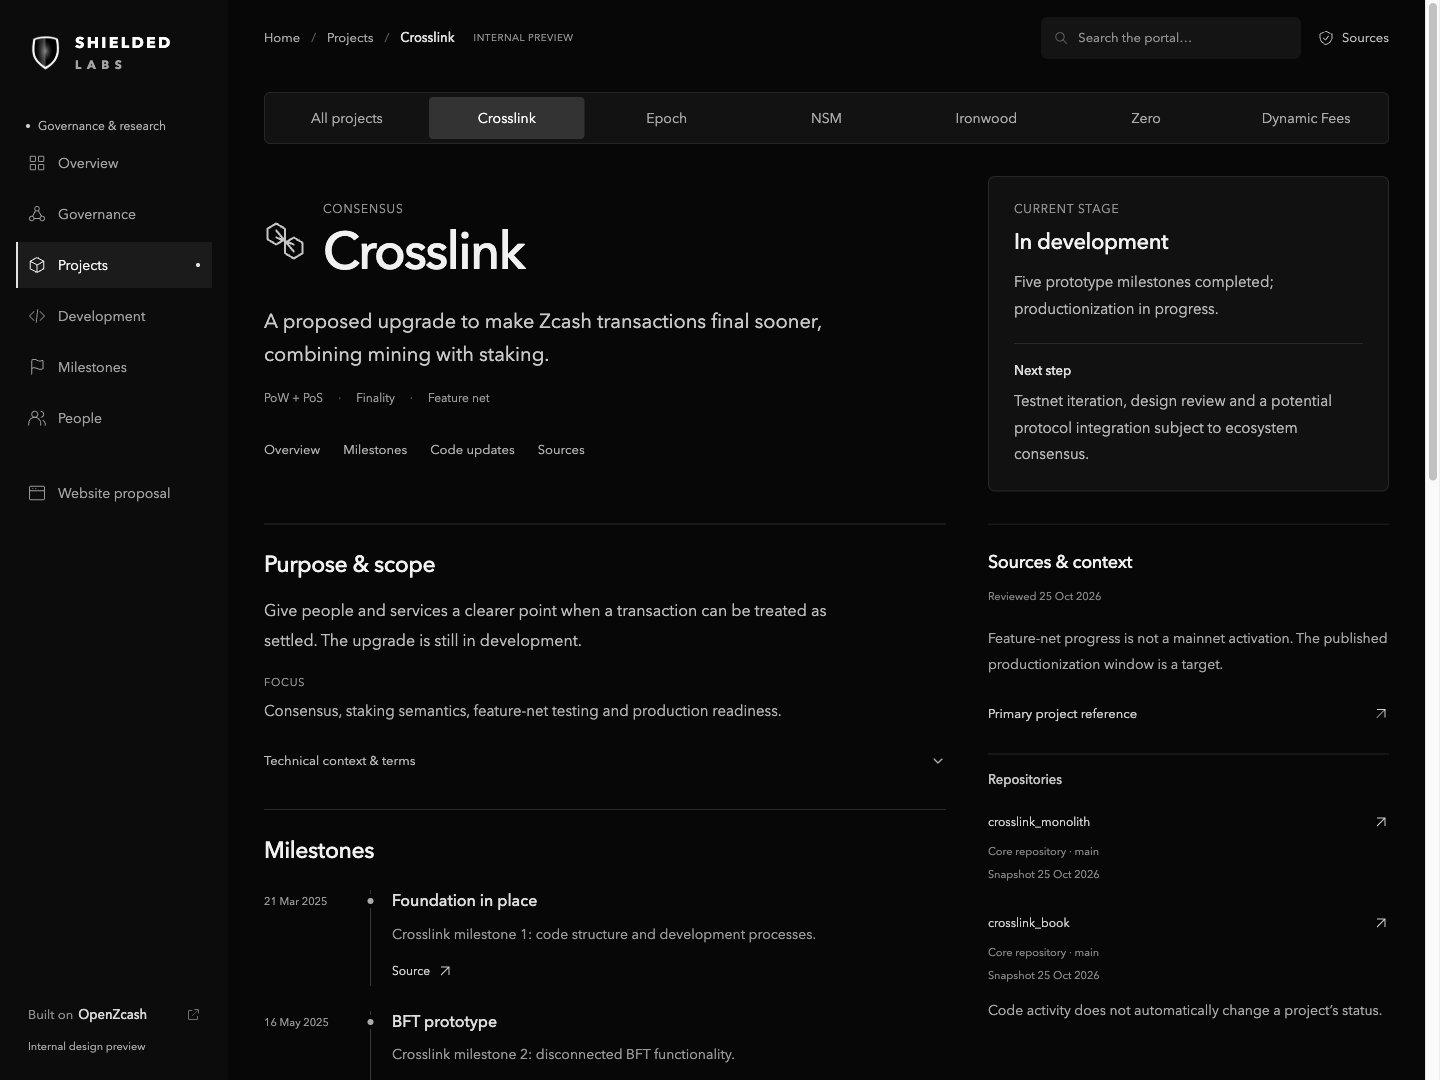 SHIELDED
LABS
Governance & research
Overview
Governance
Projects
Development
Milestones
People
Website proposal
Built on OpenZcash
Internal design preview
Home / Projects / Crosslink INTERNAL PREVIEW
Search the portal…
Sources
All projects
Crosslink
Epoch
NSM
Ironwood
Zero
Dynamic Fees
CONSENSUS
Crosslink
A proposed upgrade to make Zcash transactions final sooner,
combining mining with staking.
PoW + PoS · Finality · Feature net
Overview
Milestones
Code updates
Sources
CURRENT STAGE
In development
Five prototype milestones completed;
productionization in progress.
Next step
Testnet iteration, design review and a potential
protocol integration subject to ecosystem
consensus.
Purpose & scope
Give people and services a clearer point when a transaction can be treated as
settled. The upgrade is still in development.
FOCUS
Consensus, staking semantics, feature-net testing and production readiness.
Technical context & terms
Milestones
21 Mar 2025
Foundation in place
Crosslink milestone 1: code structure and development processes.
Source
16 May 2025
BFT prototype
Crosslink milestone 2: disconnected BFT functionality.
Sources & context
Reviewed 25 Oct 2026
Feature-net progress is not a mainnet activation. The published
productionization window is a target.
Primary project reference
Repositories
crosslink_monolith
Core repository · main
Snapshot 25 Oct 2026
crosslink_book
Core repository · main
Snapshot 25 Oct 2026
Code activity does not automatically change a project’s status.